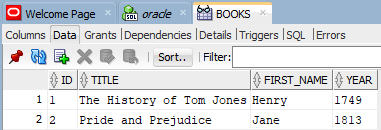 Welcome Page oracle BOOKS
Columns Data Grants Dependencies Details Triggers SQL Errors
Sort.. Filter:
ID TITLE FIRST_NAME YEAR
1 1 The History of Tom Jones Henry 1749
2 2 Pride and Prejudice Jane 1813